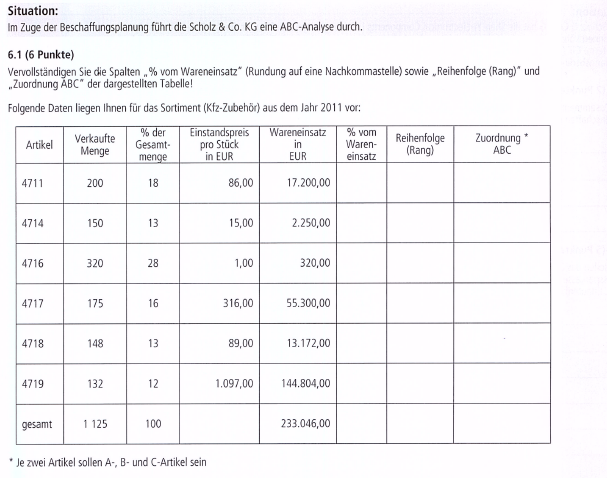 Situation:
Im Zuge der Beschaffungsplanung führt die Scholz & Co. KG eine ABC-Analyse durch.
6.1 (6 Punkte)
Vervollständigen Sie die Spalten „% vom Wareneinsatz“ (Rundung auf eine Nachkommastelle) sowie „Reihenfolge (Rang)“ und
„Zuordnung ABC“ der dargestellten Tabelle!
Folgende Daten liegen Ihnen für das Sortiment (Kfz-Zubehör) aus dem Jahr 2011 vor:
Artikel | Verkaufte Menge | % der Gesamt-menge | Einstandspreis pro Stück in EUR | Wareneinsatz in EUR | % vom Waren-einsatz | Reihenfolge (Rang) | Zuordnung * ABC
4711 | 200 | 18 | 86,00 | 17.200,00
4714 | 150 | 13 | 15,00 | 2.250,00
4716 | 320 | 28 | 1,00 | 320,00
4717 | 175 | 16 | 316,00 | 55.300,00
4718 | 148 | 13 | 89,00 | 13.172,00
4719 | 132 | 12 | 1.097,00 | 144.804,00
gesamt | 1 125 | 100 | | 233.046,00
* Je zwei Artikel sollen A-, B- und C-Artikel sein